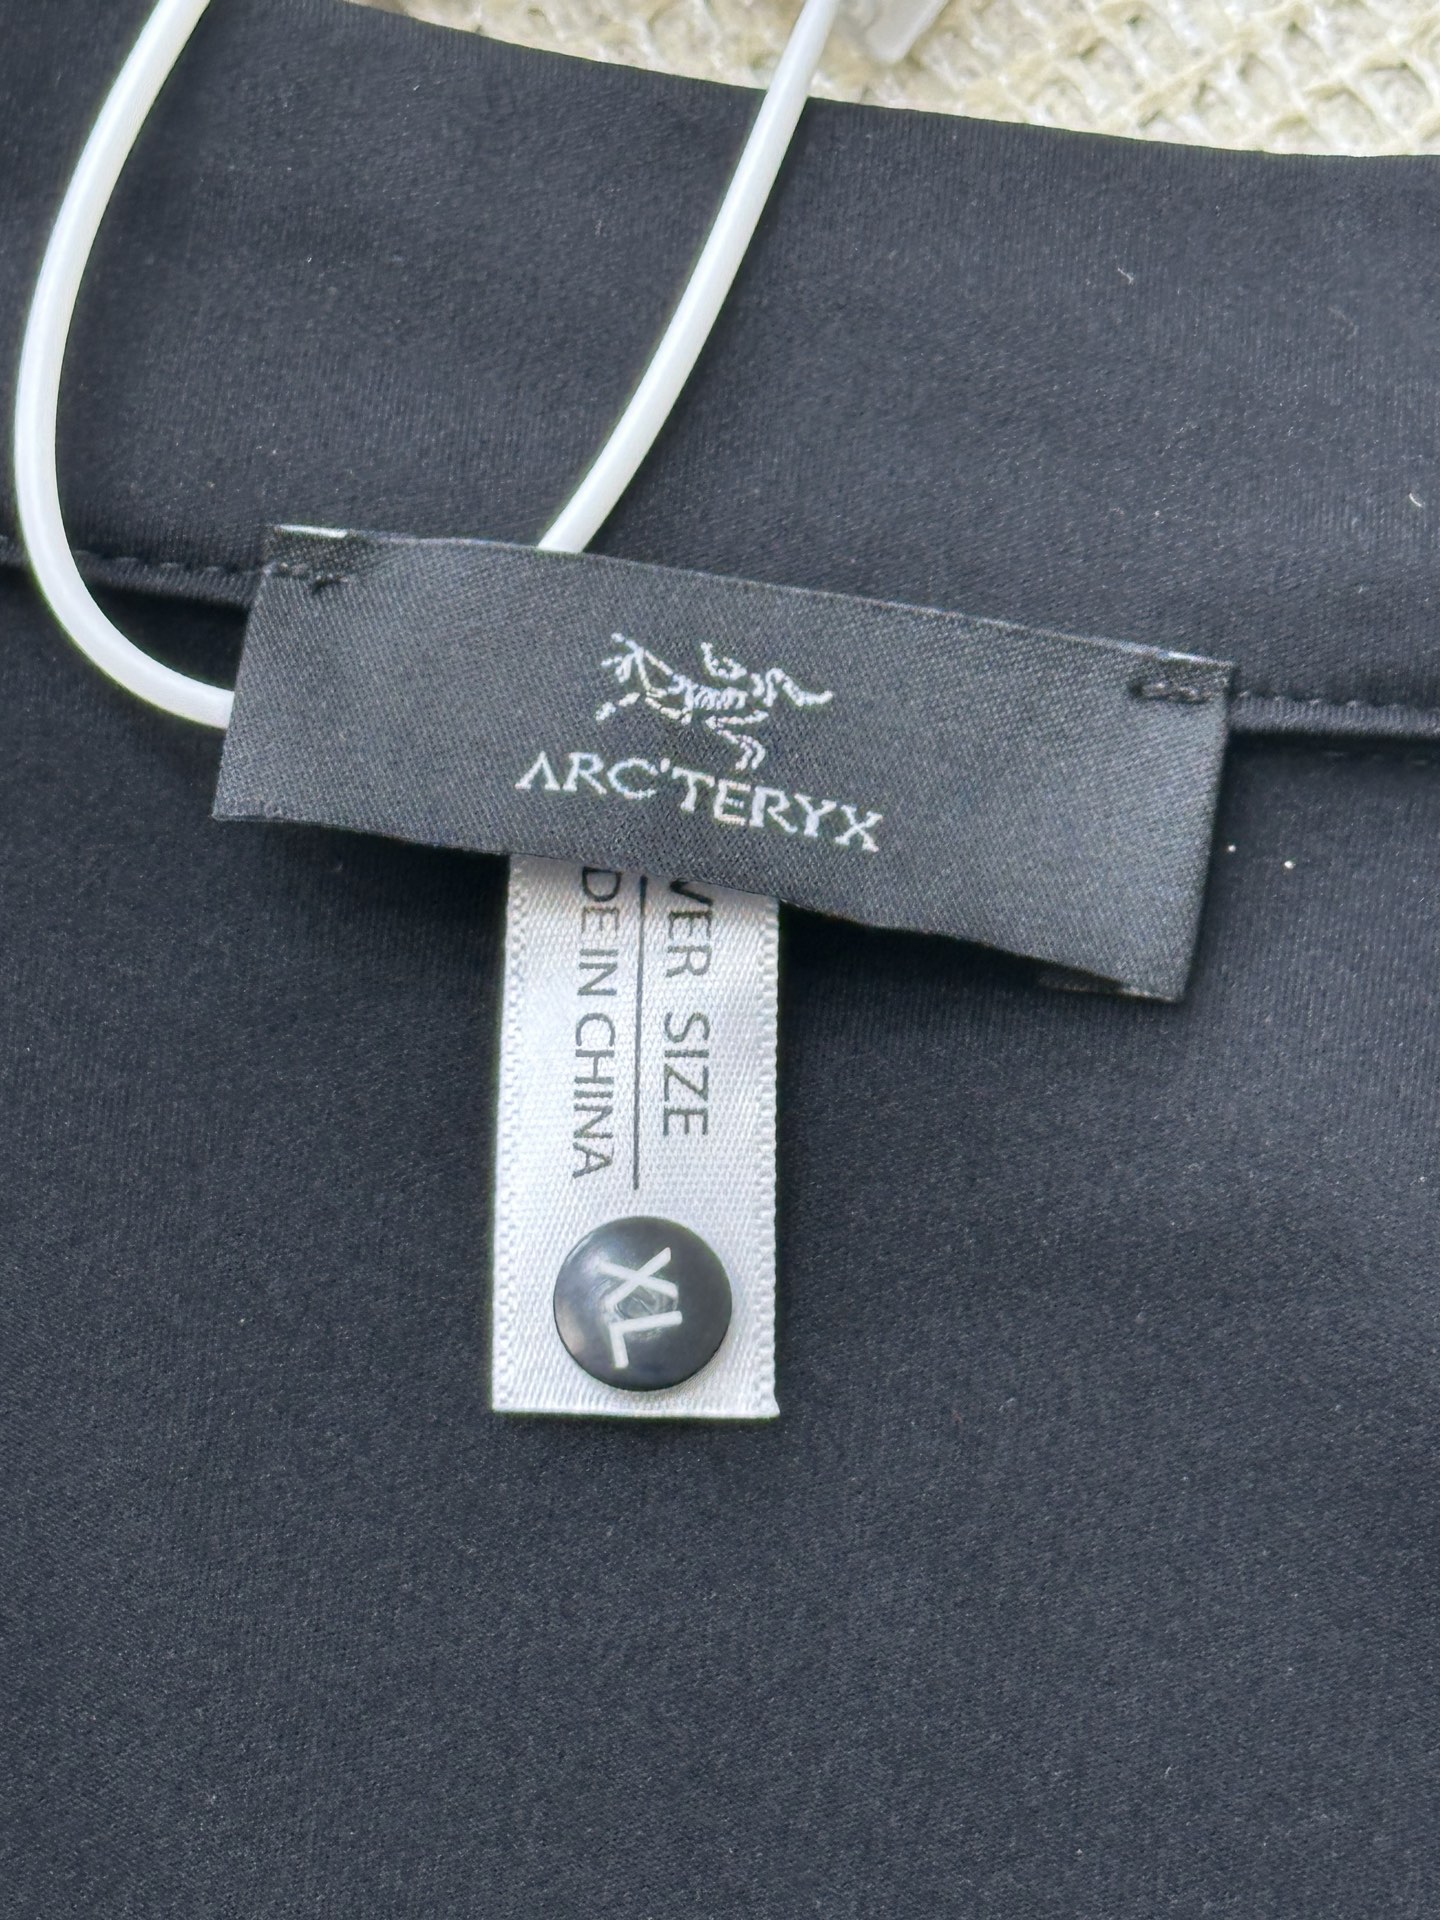 ARC'TERYX
VER SIZE
DE IN CHINA
XL